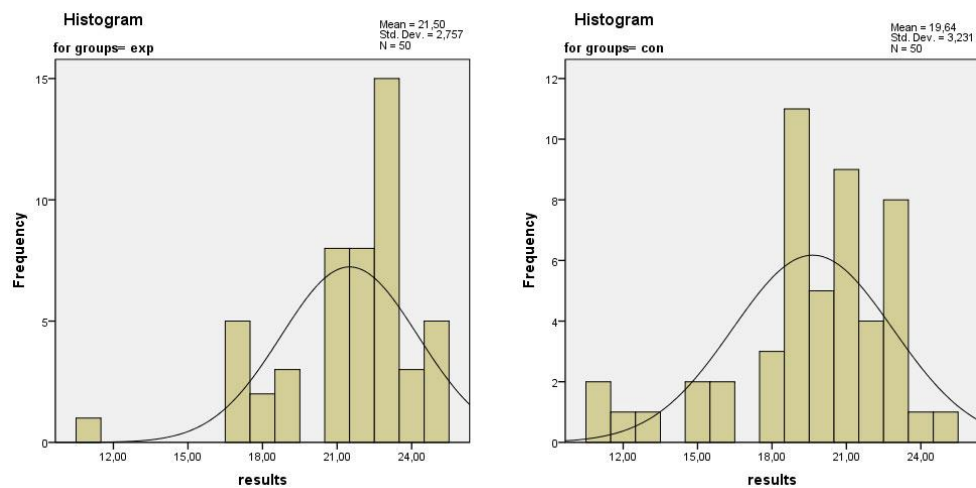 Histogram
Mean = 21,50
Std. Dev. = 2,757
N = 50
for groups= exp
15
10
5
0
Frequency
12,00 15,00 18,00 21,00 24,00
results
Histogram
Mean = 19,64
Std. Dev. = 3,231
N = 50
for groups= con
12
10
8
6
4
2
0
Frequency
12,00 15,00 18,00 21,00 24,00
results